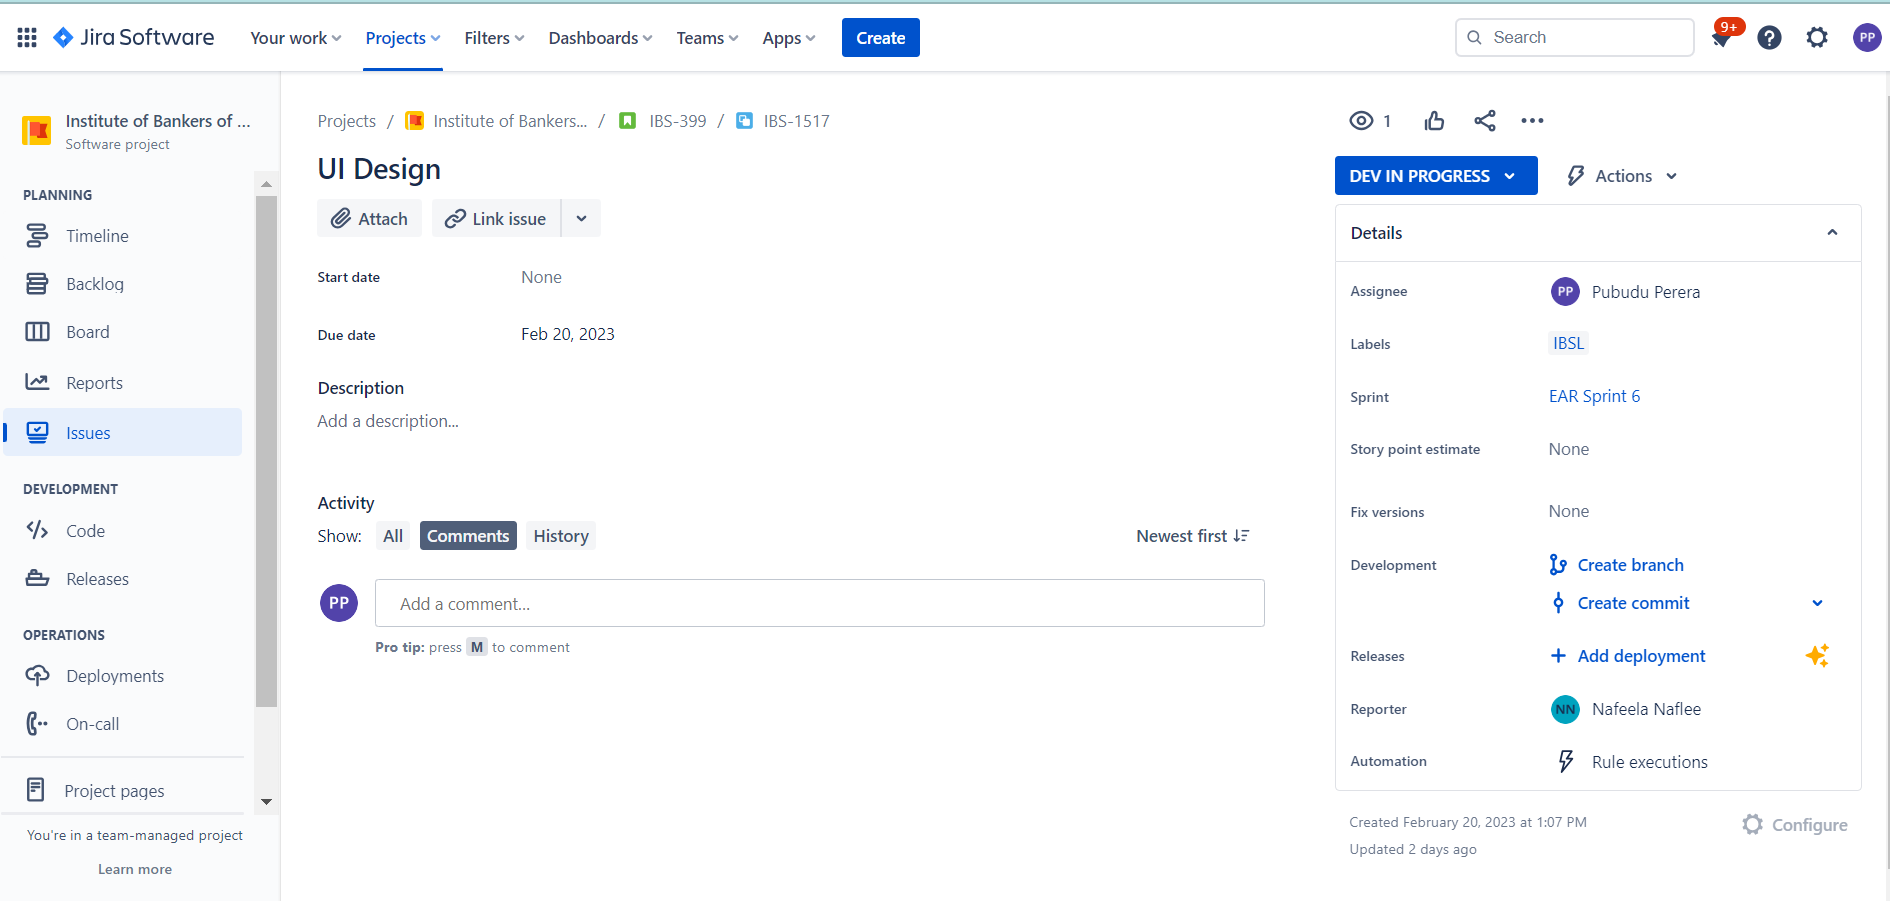 Jira Software
Your work
Projects
Filters
Dashboards
Teams
Apps
Create
Search
9+
PP
Institute of Bankers of ...
Software project
PLANNING
Timeline
Backlog
Board
Reports
Issues
DEVELOPMENT
Code
Releases
OPERATIONS
Deployments
On-call
Project pages
You're in a team-managed project
Learn more
Projects / Institute of Bankers... / IBS-399 / IBS-1517
UI Design
Attach
Link issue
Start date None
Due date Feb 20, 2023
Description
Add a description...
Activity
Show: All Comments History
Newest first
PP
Add a comment...
Pro tip: press M to comment
1
DEV IN PROGRESS
Actions
Details
Assignee PP Pubudu Perera
Labels IBSL
Sprint EAR Sprint 6
Story point estimate None
Fix versions None
Development Create branch
Create commit
Releases Add deployment
Reporter NN Nafeela Naflee
Automation Rule executions
Created February 20, 2023 at 1:07 PM
Updated 2 days ago
Configure